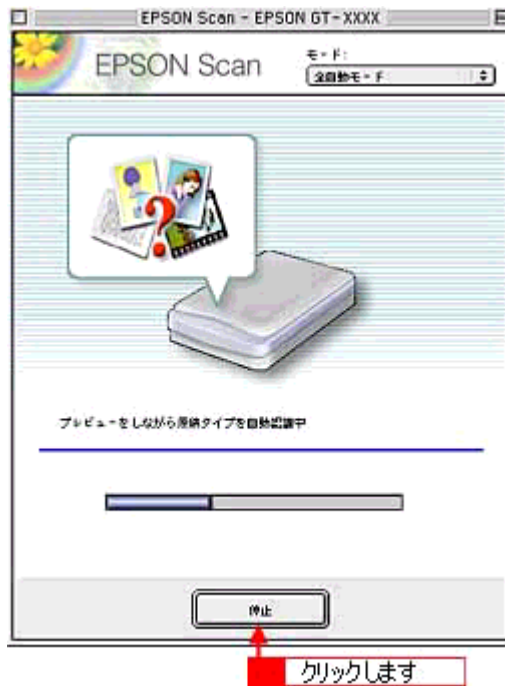 EPSON Scan - EPSON GT-XXXX
EPSON Scan
モード:
全自動モード
プレビューをしながら原稿タイプを自動認識中
停止
クリックします